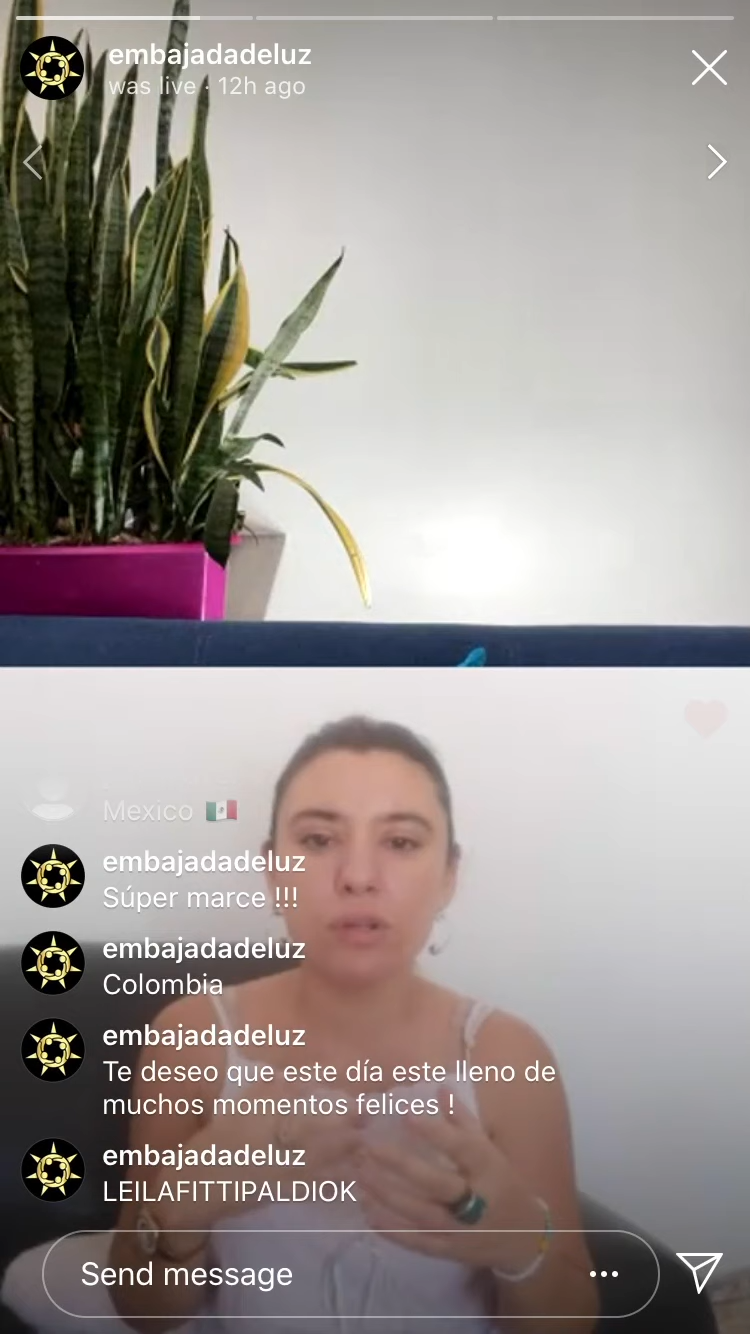 embajadadeluz
was live · 12h ago
Mexico 🇲🇽
embajadadeluz
Súper marce !!!
embajadadeluz
Colombia
embajadadeluz
Te deseo que este día este lleno de
muchos momentos felices !
embajadadeluz
LEILAFITTIPALDIOK
Send message